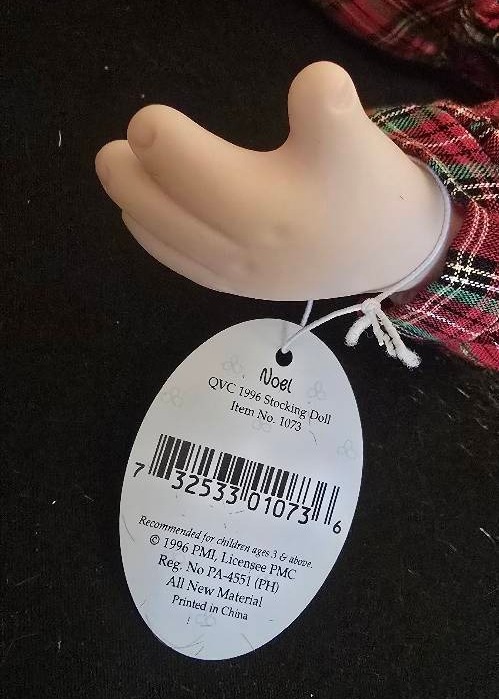 Noel
QVC 1996 Stocking Doll
Item No. 1073
7 32533 01073 6
Recommended for children ages 3 & above.
© 1996 PMI, Licensee PMC
Reg. No PA-4551 (PH)
All New Material
Printed in China